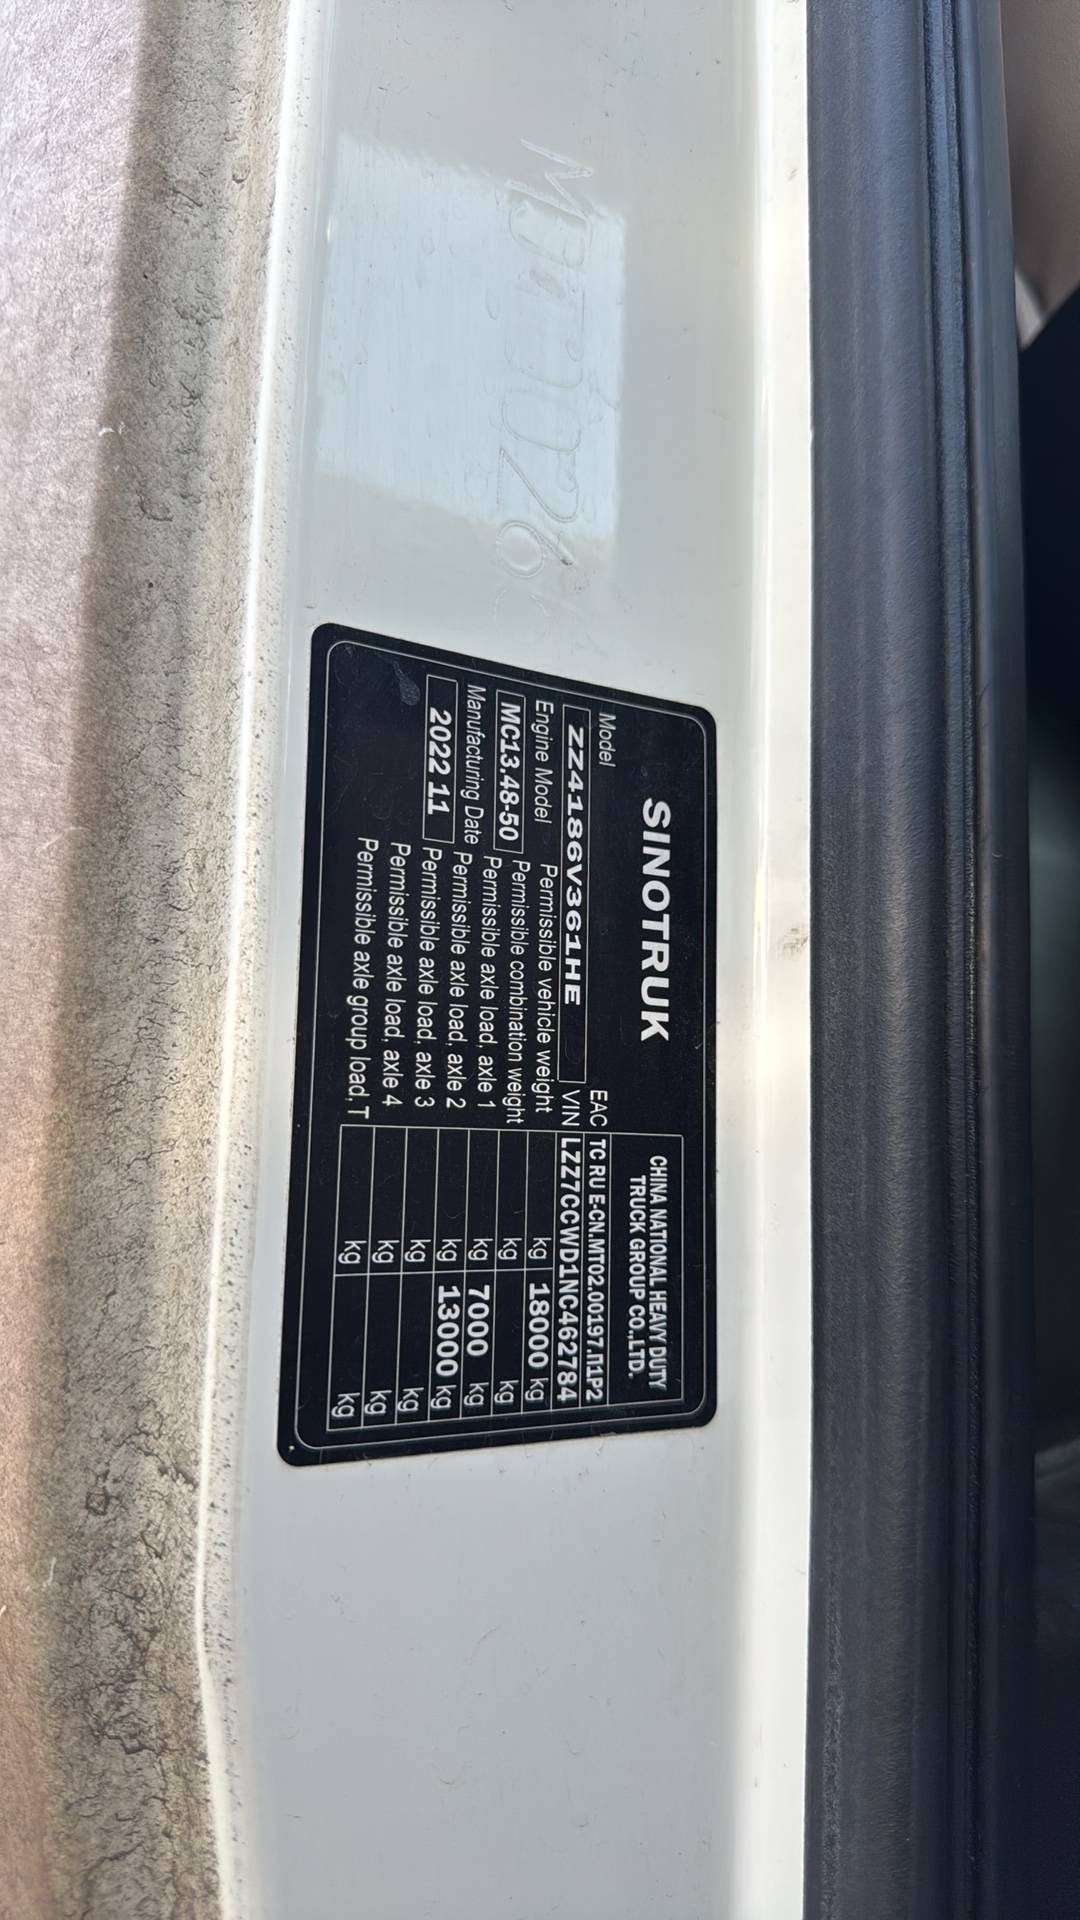 SINOTRUK
CHINA NATIONAL HEAVY DUTY
TRUCK GROUP CO.,LTD.
Model
EAC TC RU E-CN.MT02.00197.П1P2
ZZ4186V361HE
VIN LZZ7CCWD1NC462784
Engine Model
MC13.48-50
Manufacturing Date
2022 11
Permissible vehicle weight kg 18000 kg
Permissible combination weight kg kg
Permissible axle load, axle 1 kg 7000 kg
Permissible axle load, axle 2 kg 13000 kg
Permissible axle load, axle 3 kg kg
Permissible axle load, axle 4 kg kg
Permissible axle group load, T kg kg